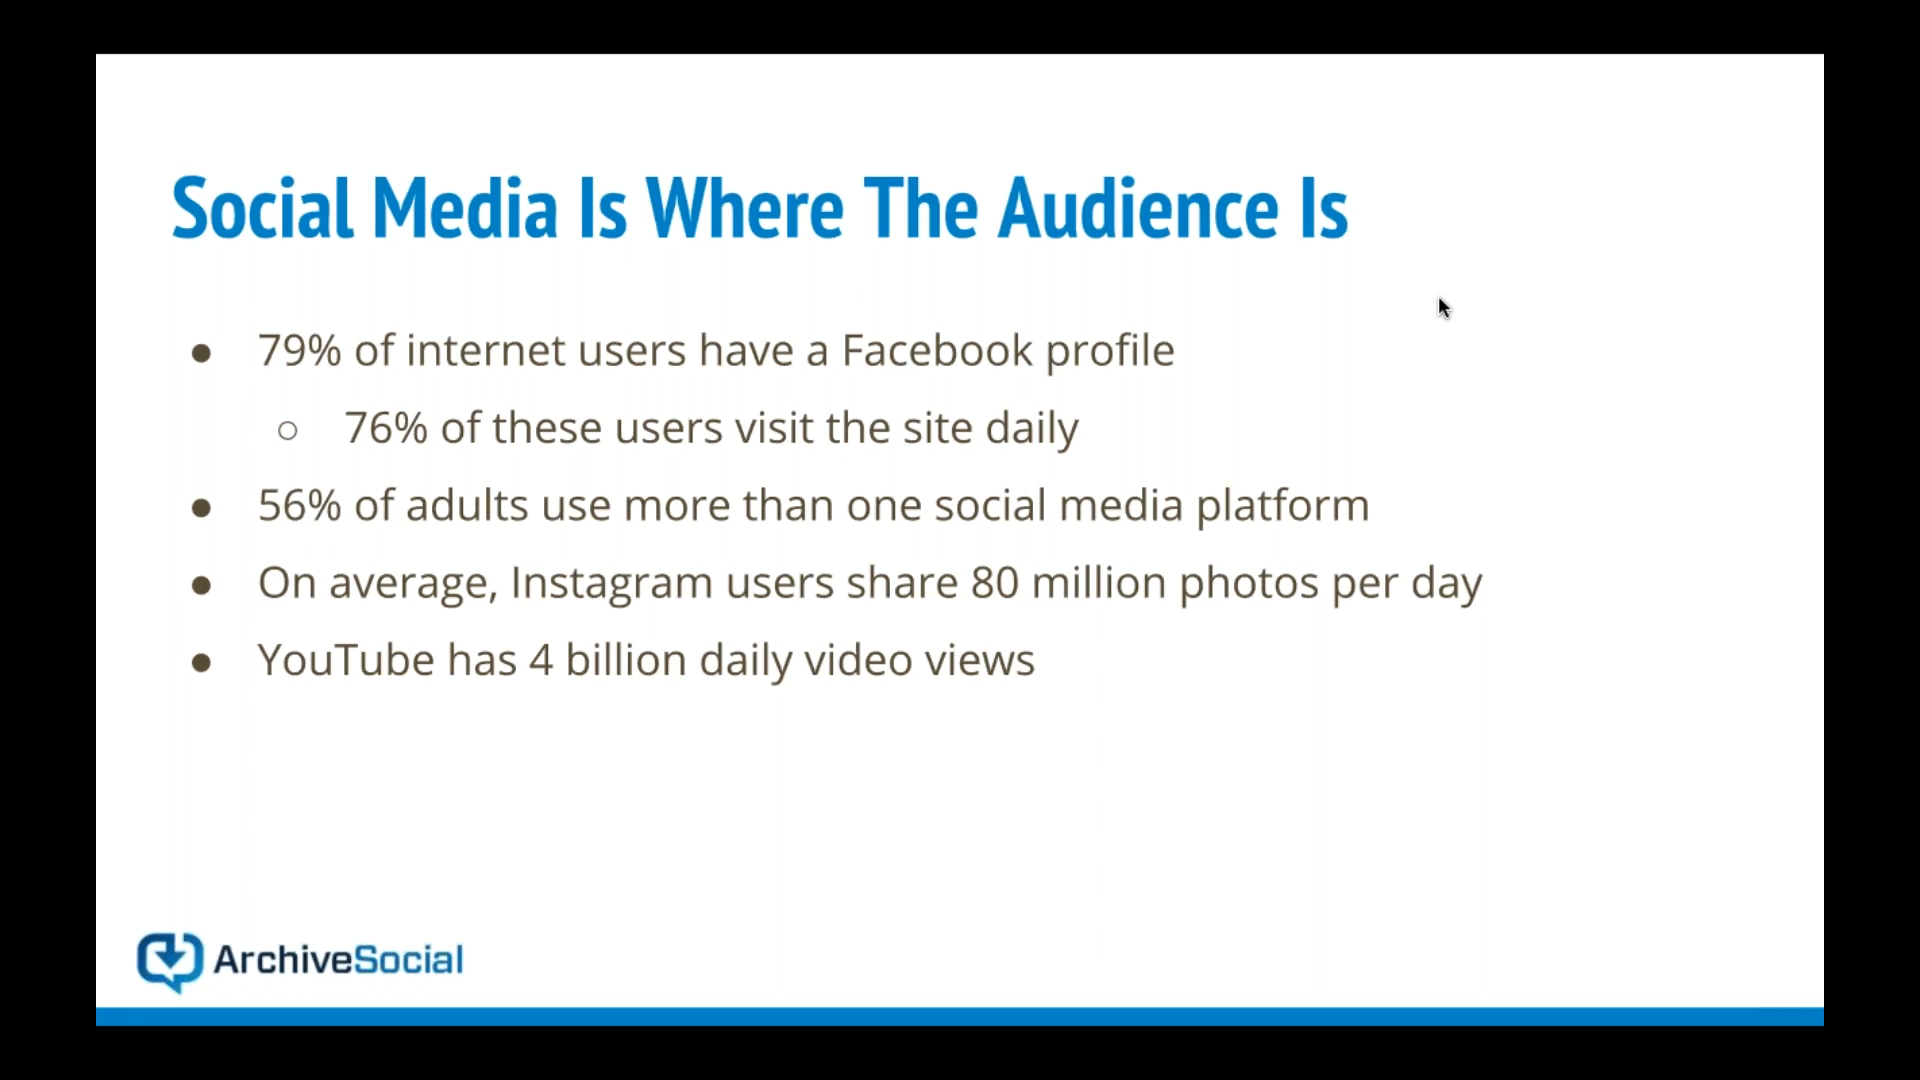 Social Media Is Where The Audience Is
● 79% of internet users have a Facebook profile
○ 76% of these users visit the site daily
● 56% of adults use more than one social media platform
● On average, Instagram users share 80 million photos per day
● YouTube has 4 billion daily video views
ArchiveSocial